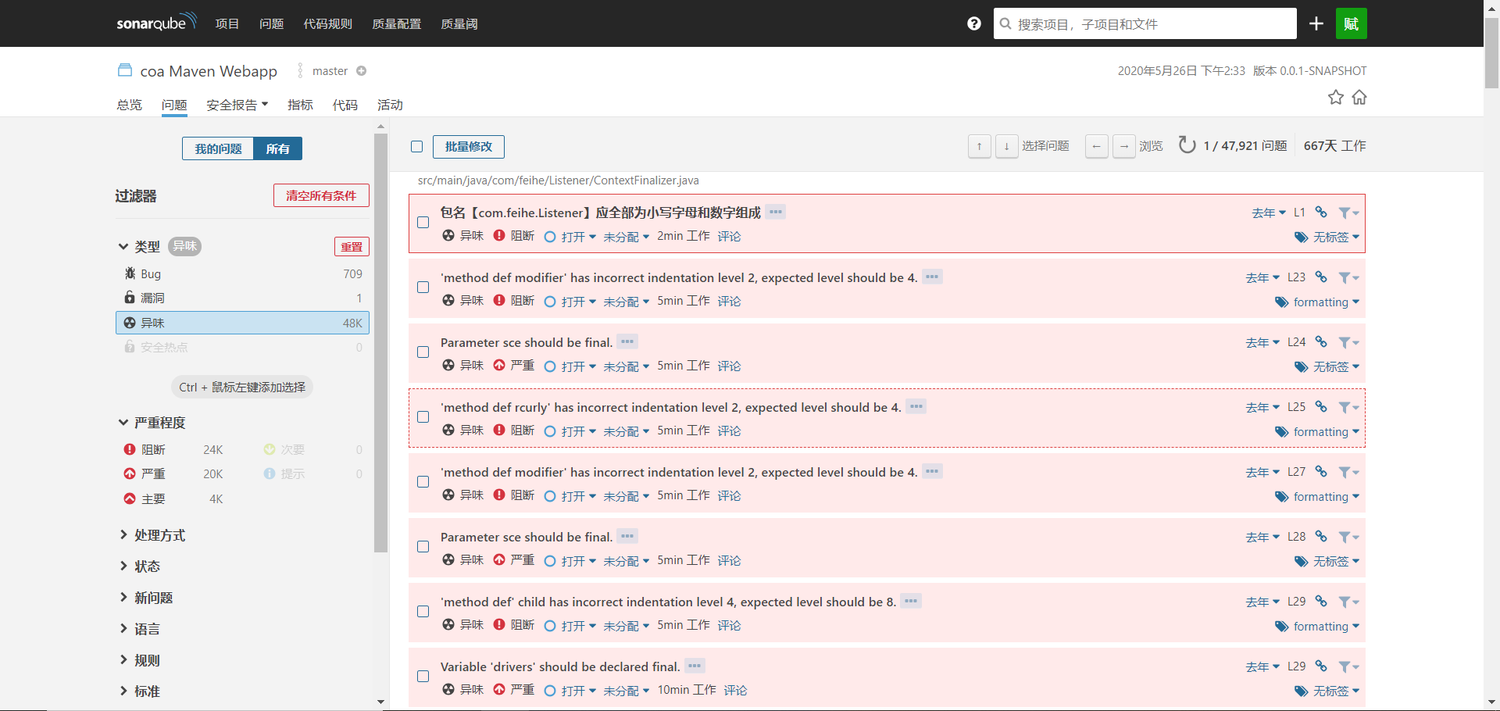 sonarqube 项目 问题 代码规则 质量配置 质量阈 搜索项目，子项目和文件 赋
coa Maven Webapp master 2020年5月26日 下午2:33 版本 0.0.1-SNAPSHOT
总览 问题 安全报告 指标 代码 活动
我的问题 所有
过滤器 清空所有条件
类型 异味 重置
Bug 709
漏洞 1
异味 48K
安全热点 0
Ctrl + 鼠标左键添加选择
严重程度
阻断 24K 次要 0
严重 20K 提示 0
主要 4K
处理方式
状态
新问题
语言
规则
标准
批量修改 ↑ ↓ 选择问题 ← → 浏览 1 / 47,921 问题 667天 工作
src/main/java/com/feihe/Listener/ContextFinalizer.java
包名【com.feihe.Listener】应全部为小写字母和数字组成 ••• 去年 L1
异味 阻断 打开 未分配 2min 工作 评论 无标签
'method def modifier' has incorrect indentation level 2, expected level should be 4. ••• 去年 L23
异味 阻断 打开 未分配 5min 工作 评论 formatting
Parameter sce should be final. ••• 去年 L24
异味 严重 打开 未分配 5min 工作 评论 无标签
'method def rcurly' has incorrect indentation level 2, expected level should be 4. ••• 去年 L25
异味 阻断 打开 未分配 5min 工作 评论 formatting
'method def modifier' has incorrect indentation level 2, expected level should be 4. ••• 去年 L27
异味 阻断 打开 未分配 5min 工作 评论 formatting
Parameter sce should be final. ••• 去年 L28
异味 严重 打开 未分配 5min 工作 评论 无标签
'method def' child has incorrect indentation level 4, expected level should be 8. ••• 去年 L29
异味 阻断 打开 未分配 5min 工作 评论 formatting
Variable 'drivers' should be declared final. ••• 去年 L29
异味 严重 打开 未分配 10min 工作 评论 无标签